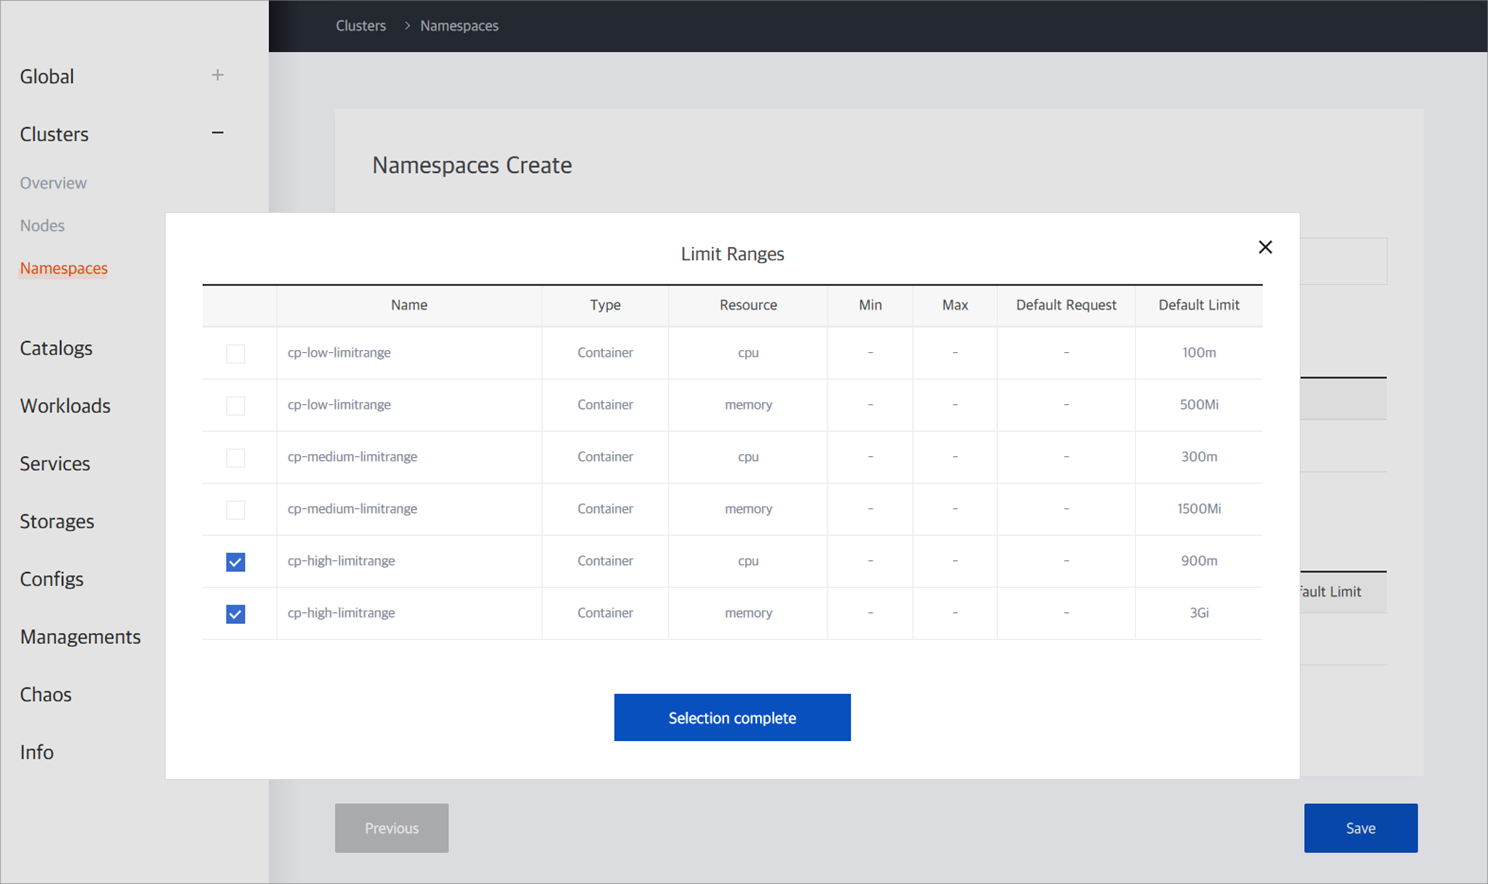 Clusters > Namespaces
Global +
Clusters −
Overview
Nodes
Namespaces
Catalogs
Workloads
Services
Storages
Configs
Managements
Chaos
Info
Namespaces Create
Limit Ranges
Name Type Resource Min Max Default Request Default Limit
cp-low-limitrange Container cpu - - - 100m
cp-low-limitrange Container memory - - - 500Mi
cp-medium-limitrange Container cpu - - - 300m
cp-medium-limitrange Container memory - - - 1500Mi
cp-high-limitrange Container cpu - - - 900m
cp-high-limitrange Container memory - - - 3Gi
Selection complete
Limit
Previous
Save